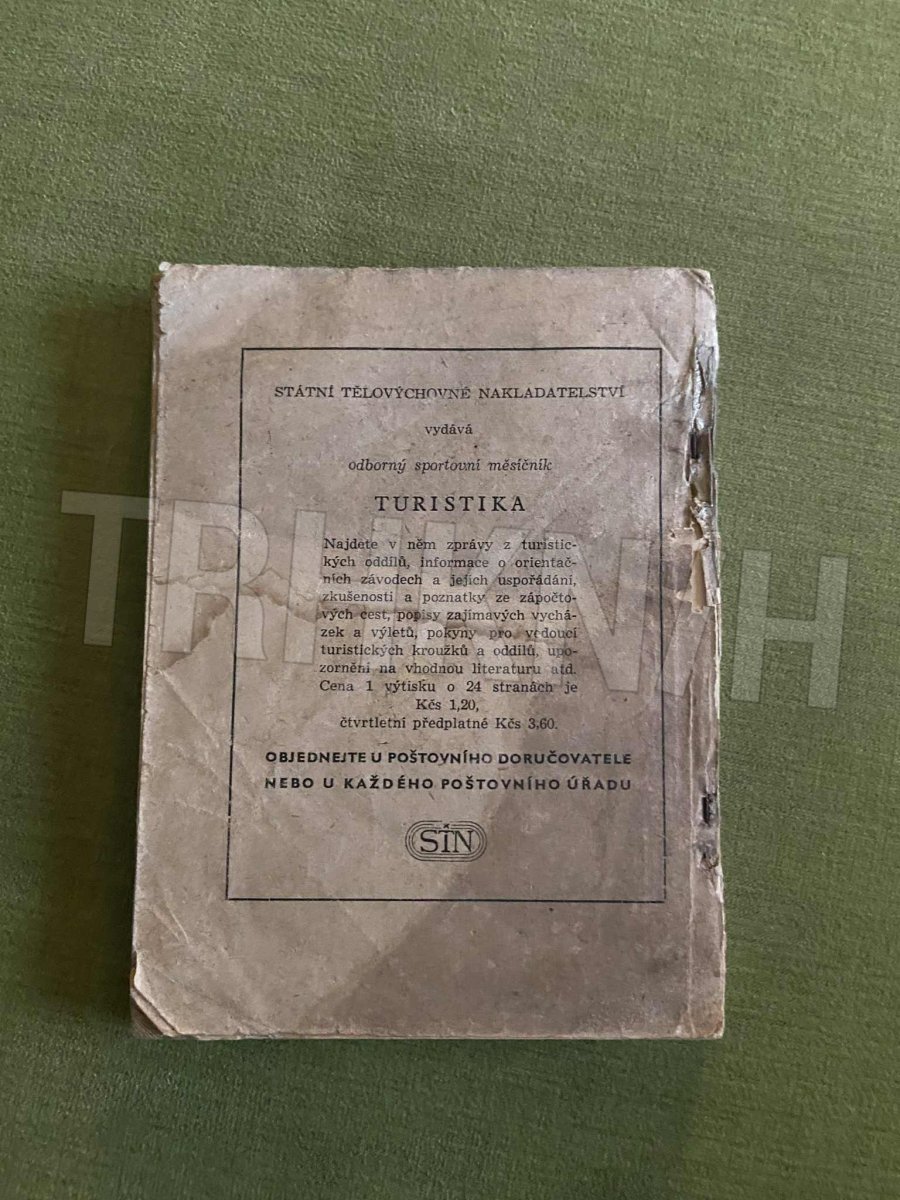 STÁTNÍ TĚLOVÝCHOVNÉ NAKLADATELSTVÍ
vydává
odborný sportovní měsíčník
TURISTIKA
Najdete v něm zprávy z turistic-
kých oddílů, informace o orientač-
ních závodech a jejich uspořádání,
zkušenosti a poznatky ze zápočto-
vých cest, popisy zajímavých vychá-
zek a výletů, pokyny pro vedoucí
turistických kroužků a oddílů, upo-
zornění na vhodnou literaturu atd.
Cena 1 výtisku o 24 stranách je
Kčs 1,20,
čtvrtletní předplatné Kčs 3,60.
OBJEDNEJTE U POŠTOVNÍHO DORUČOVATELE
NEBO U KAŽDÉHO POŠTOVNÍHO ÚŘADU
STN